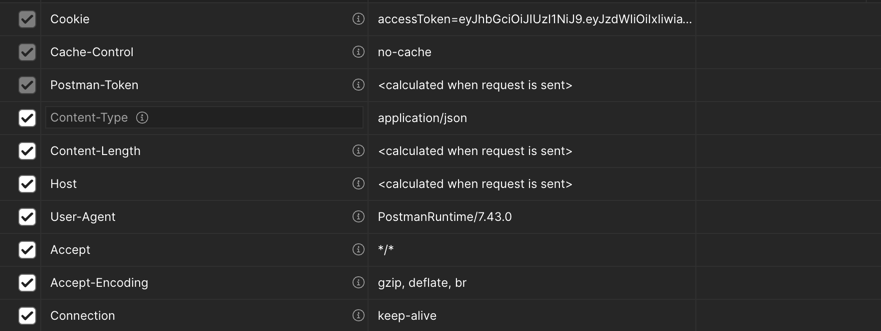 Cookie accessToken=eyJhbGciOiJIUzI1NiJ9.eyJzdWIiOiIxIiwia...
Cache-Control no-cache
Postman-Token <calculated when request is sent>
Content-Type application/json
Content-Length <calculated when request is sent>
Host <calculated when request is sent>
User-Agent PostmanRuntime/7.43.0
Accept */*
Accept-Encoding gzip, deflate, br
Connection keep-alive